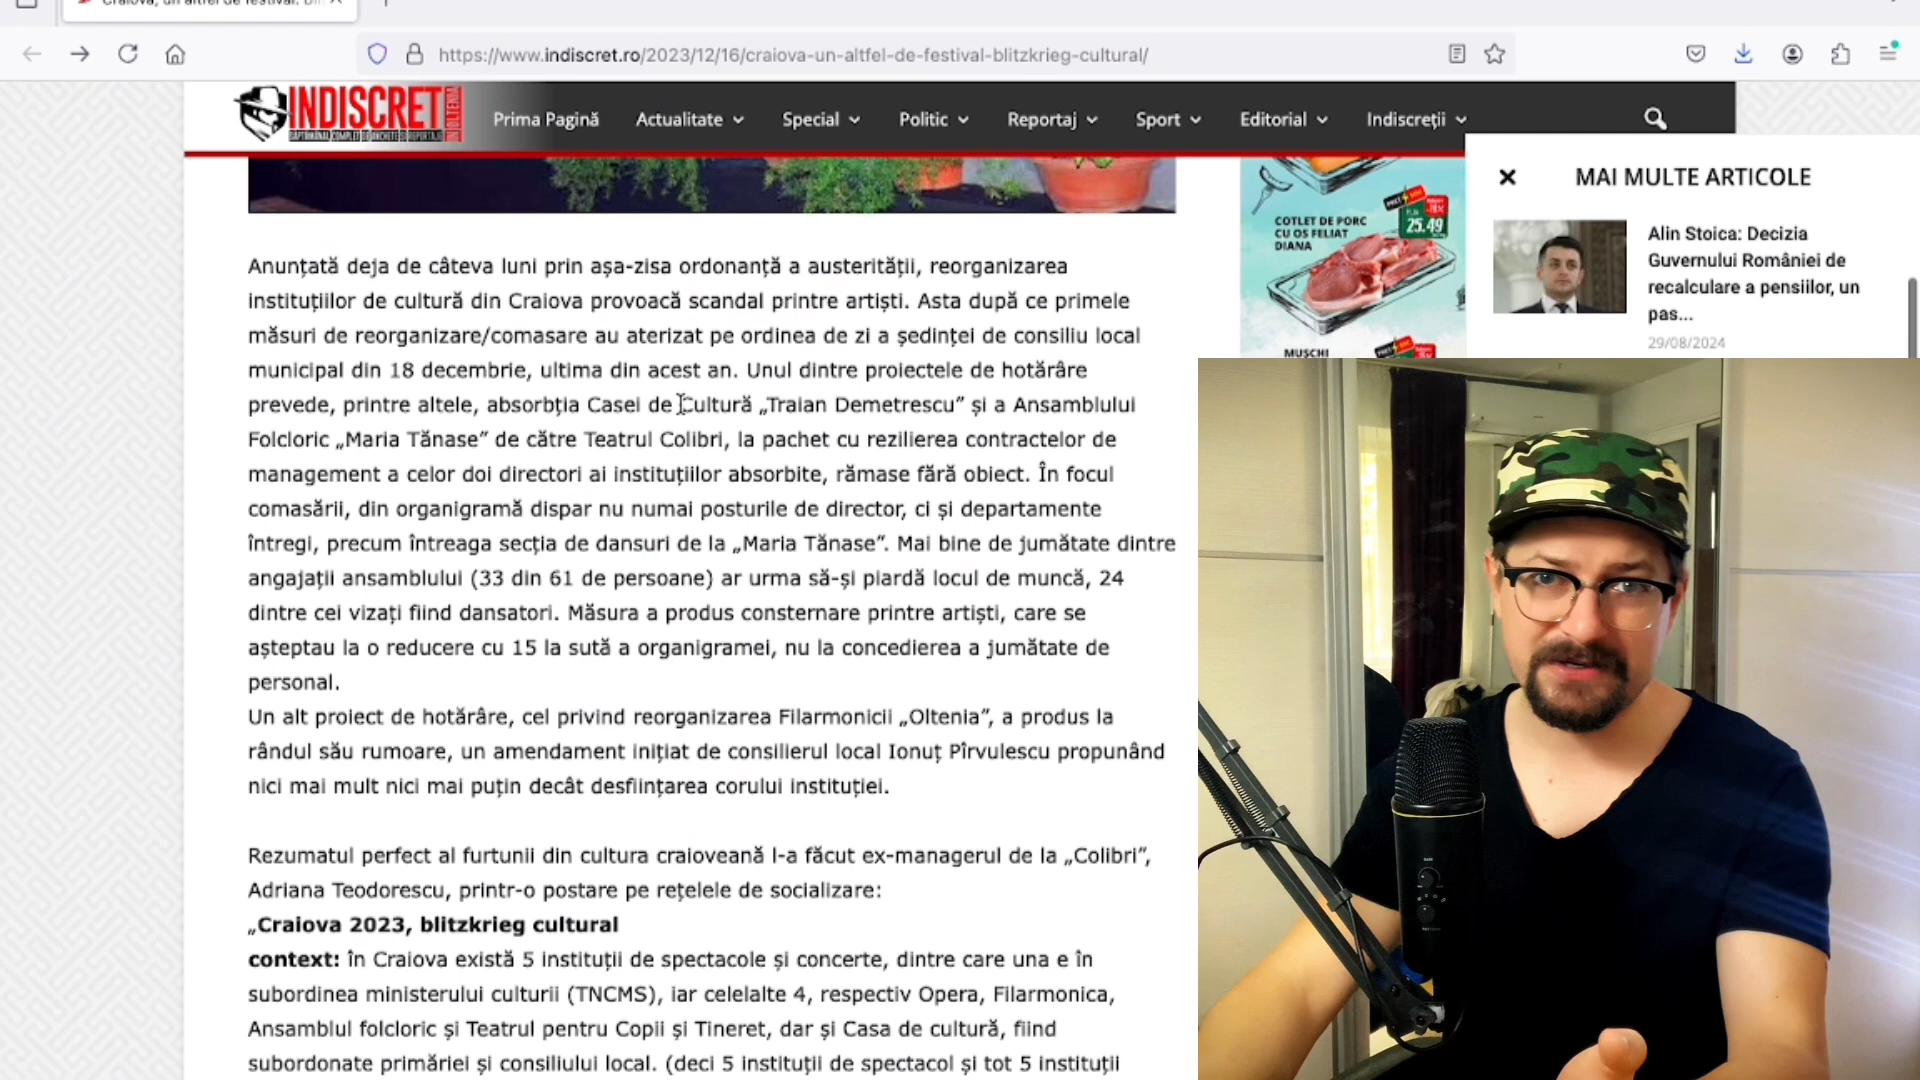 https://www.indiscret.ro/2023/12/16/craiova-un-altfel-de-festival-blitzkrieg-cultural/
INDISCRET
Prima Pagină Actualitate Special Politic Reportaj Sport Editorial Indiscreții
MAI MULTE ARTICOLE
Alin Stoica: Decizia
Guvernului României de
recalculare a pensiilor, un
pas...
29/08/2024
COTLET DE PORC
CU OS FELIAT
DIANA
25.49
MUȘCHI
Anunțată deja de câteva luni prin așa-zisa ordonanță a austerității, reorganizarea
instituțiilor de cultură din Craiova provoacă scandal printre artiști. Asta după ce primele
măsuri de reorganizare/comasare au aterizat pe ordinea de zi a ședinței de consiliu local
municipal din 18 decembrie, ultima din acest an. Unul dintre proiectele de hotărâre
prevede, printre altele, absorbția Casei de Cultură „Traian Demetrescu” și a Ansamblului
Folcloric „Maria Tănase” de către Teatrul Colibri, la pachet cu rezilierea contractelor de
management a celor doi directori ai instituțiilor absorbite, rămase fără obiect. În focul
comasării, din organigramă dispar nu numai posturile de director, ci și departamente
întregi, precum întreaga secția de dansuri de la „Maria Tănase”. Mai bine de jumătate dintre
angajații ansamblului (33 din 61 de persoane) ar urma să-și piardă locul de muncă, 24
dintre cei vizați fiind dansatori. Măsura a produs consternare printre artiști, care se
așteptau la o reducere cu 15 la sută a organigramei, nu la concedierea a jumătate de
personal.
Un alt proiect de hotărâre, cel privind reorganizarea Filarmonicii „Oltenia”, a produs la
rândul său rumoare, un amendament inițiat de consilierul local Ionuț Pîrvulescu propunând
nici mai mult nici mai puțin decât desființarea corului instituției.
Rezumatul perfect al furtunii din cultura craioveană l-a făcut ex-managerul de la „Colibri”,
Adriana Teodorescu, printr-o postare pe rețelele de socializare:
„Craiova 2023, blitzkrieg cultural
context: în Craiova există 5 instituții de spectacole și concerte, dintre care una e în
subordinea ministerului culturii (TNCMS), iar celelalte 4, respectiv Opera, Filarmonica,
Ansamblul folcloric și Teatrul pentru Copii și Tineret, dar și Casa de cultură, fiind
subordonate primăriei și consiliului local. (deci 5 instituții de spectacol și tot 5 instituții